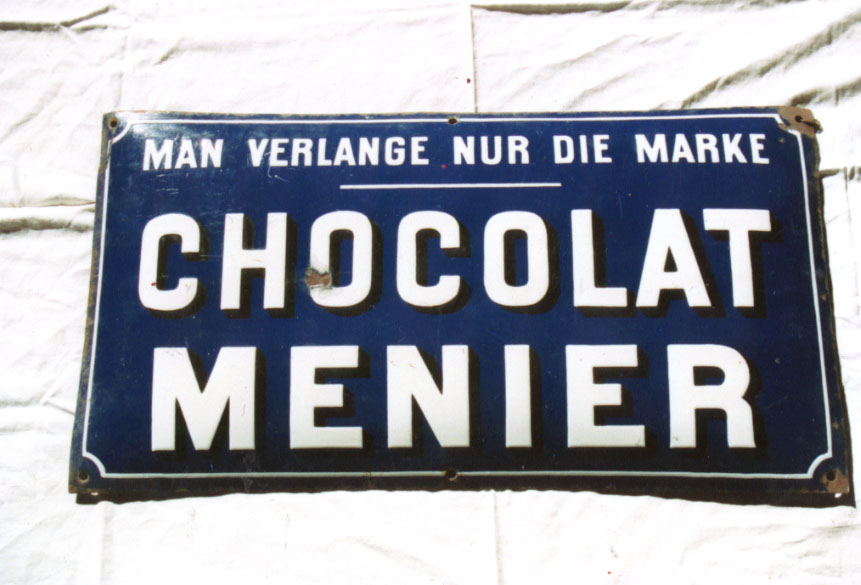 MAN VERLANGE NUR DIE MARKE
CHOCOLAT
MENIER